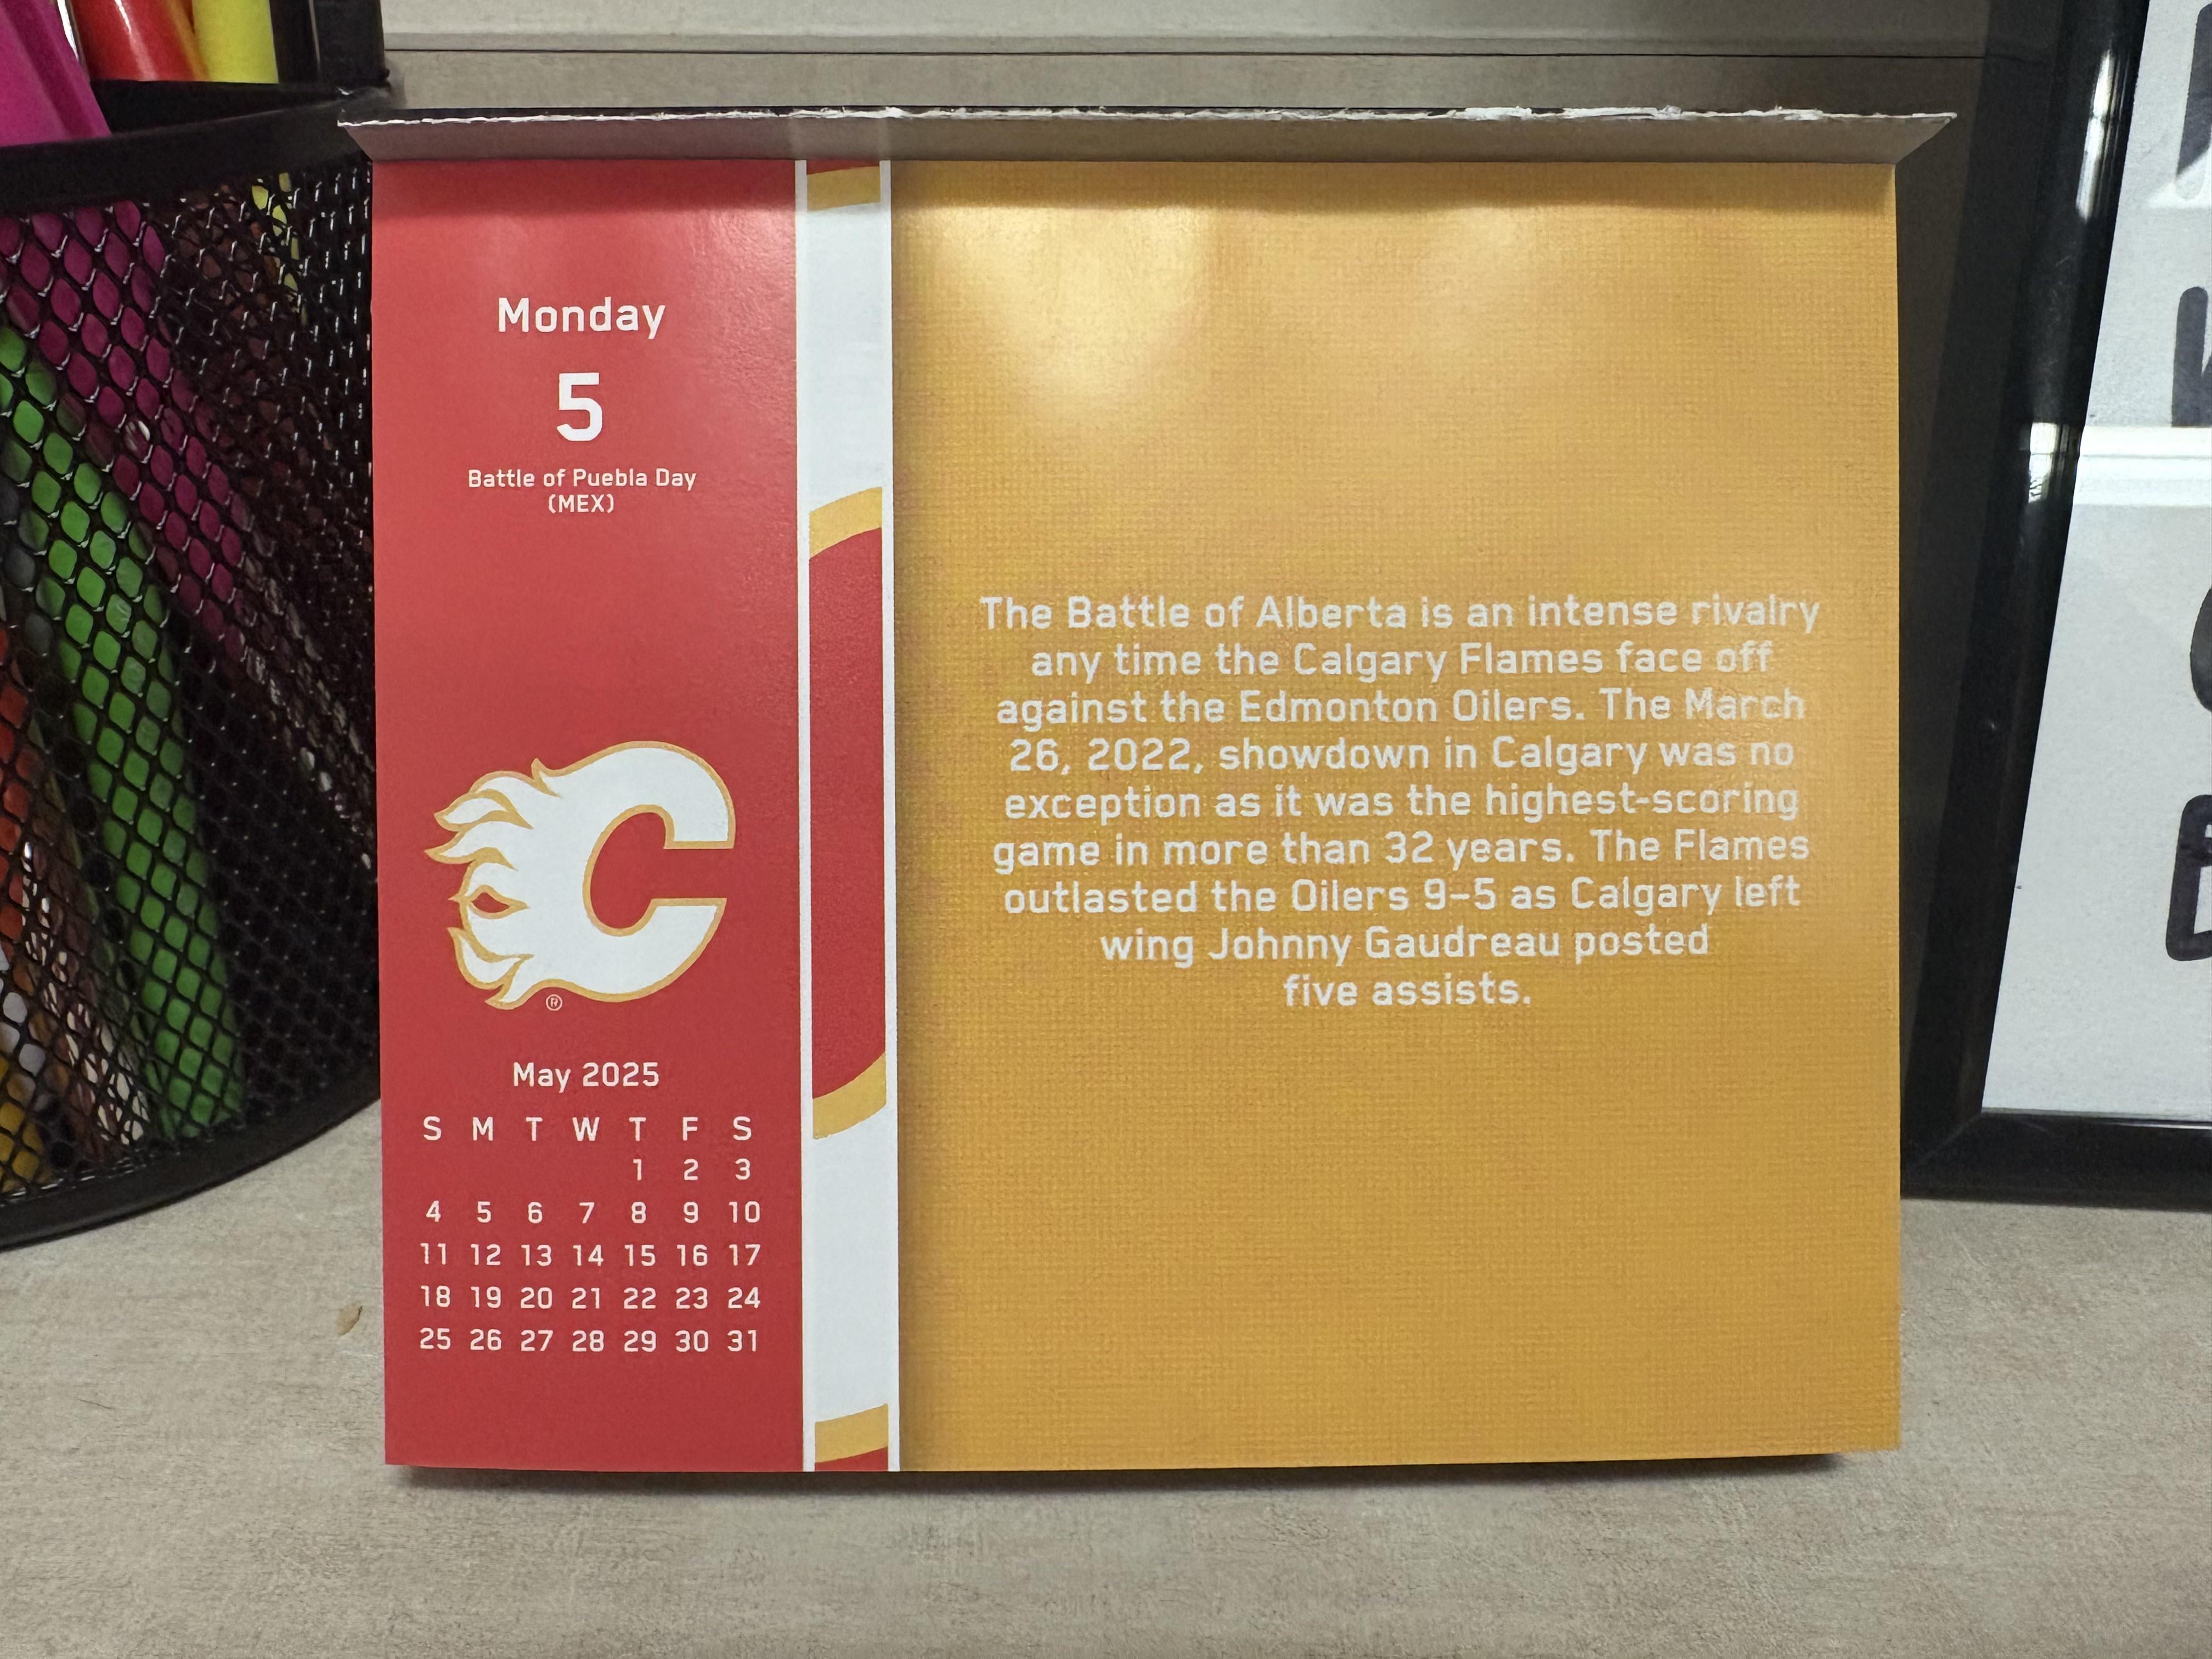 Monday
5
Battle of Puebla Day
(MEX)
C
®
May 2025
S M T W T F S
1 2 3
4 5 6 7 8 9 10
11 12 13 14 15 16 17
18 19 20 21 22 23 24
25 26 27 28 29 30 31
The Battle of Alberta is an intense rivalry
any time the Calgary Flames face off
against the Edmonton Oilers. The March
26, 2022, showdown in Calgary was no
exception as it was the highest-scoring
game in more than 32 years. The Flames
outlasted the Oilers 9–5 as Calgary left
wing Johnny Gaudreau posted
five assists.